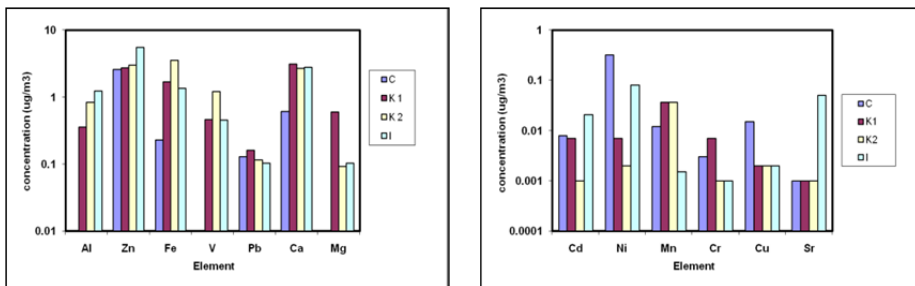 10
1
0.1
0.01
concentration (ug/m3)
Al Zn Fe V Pb Ca Mg
Element
C
K 1
K 2
I
1
0.1
0.01
0.001
0.0001
concentration (ug/m3)
Cd Ni Mn Cr Cu Sr
Element
C
K1
K2
I